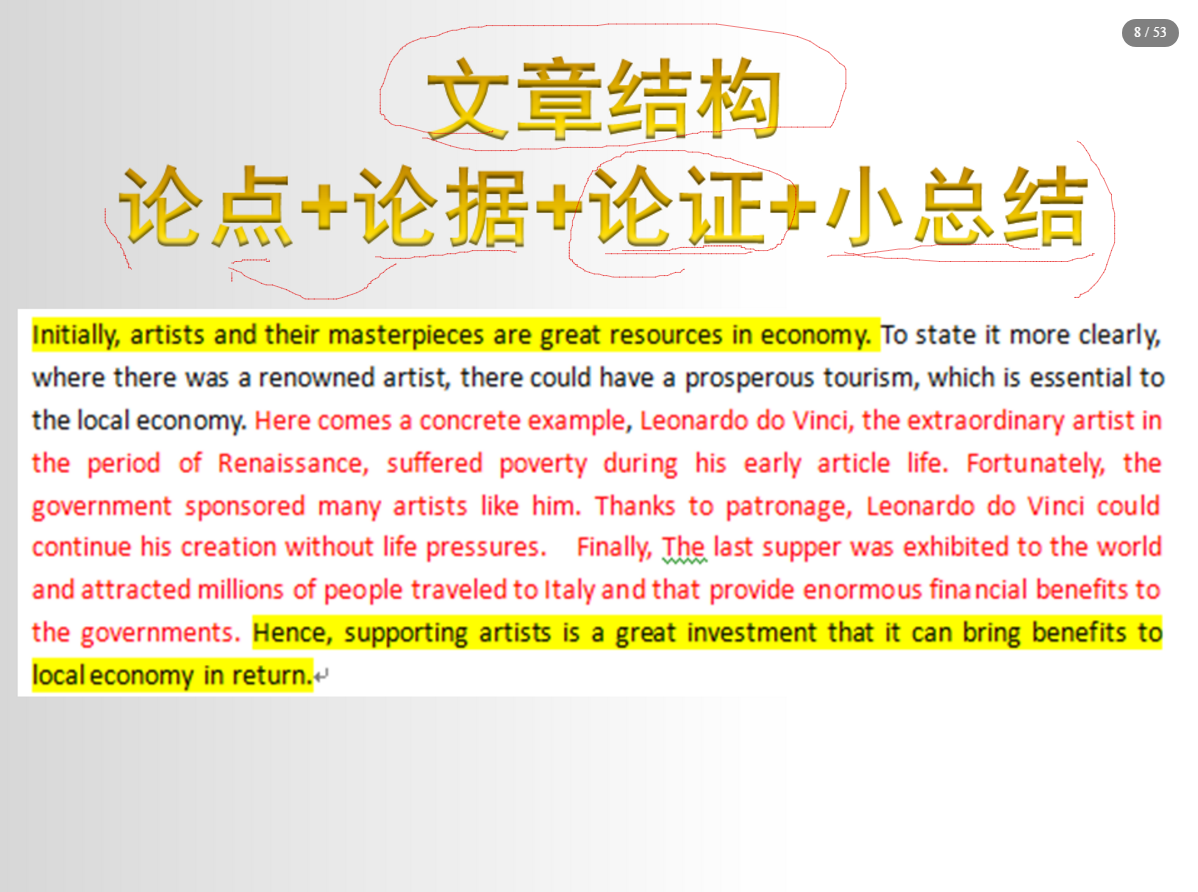 8 / 53
文章结构
论点+论据+论证+小总结
Initially, artists and their masterpieces are great resources in economy. To state it more clearly,
where there was a renowned artist, there could have a prosperous tourism, which is essential to
the local economy. Here comes a concrete example, Leonardo do Vinci, the extraordinary artist in
the period of Renaissance, suffered poverty during his early article life. Fortunately, the
government sponsored many artists like him. Thanks to patronage, Leonardo do Vinci could
continue his creation without life pressures. Finally, The last supper was exhibited to the world
and attracted millions of people traveled to Italy and that provide enormous financial benefits to
the governments. Hence, supporting artists is a great investment that it can bring benefits to
local economy in return.↵